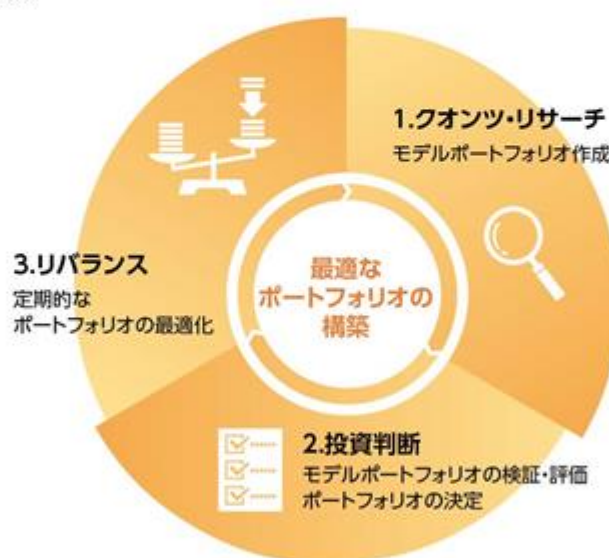 1.クオンツ・リサーチ
モデルポートフォリオ作成
最適な
ポートフォリオの
構築
2.投資判断
モデルポートフォリオの検証・評価
ポートフォリオの決定
3.リバランス
定期的な
ポートフォリオの最適化